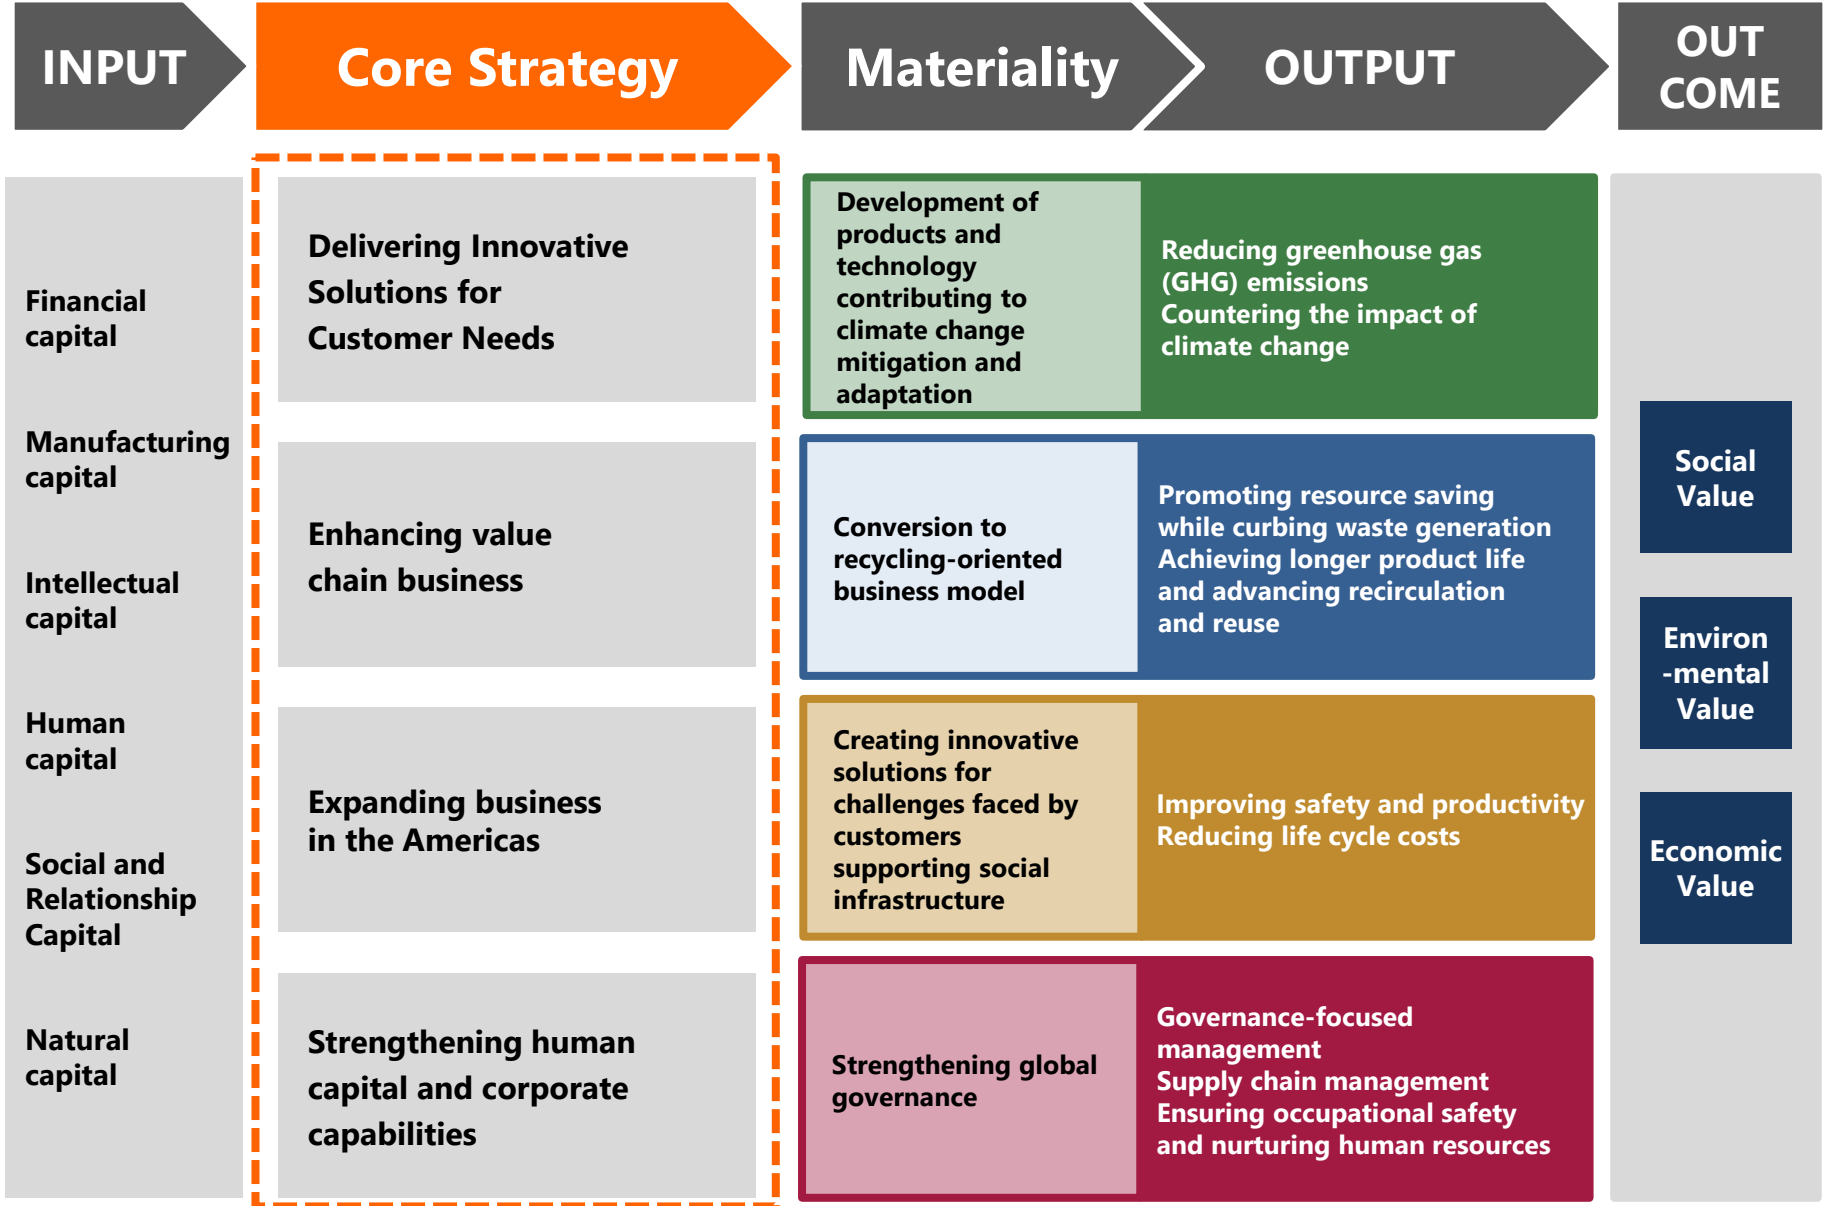 INPUT
Core Strategy
Materiality
OUTPUT
OUT
COME
Financial
capital
Manufacturing
capital
Intellectual
capital
Human
capital
Social and
Relationship
Capital
Natural
capital
Delivering Innovative
Solutions for
Customer Needs
Enhancing value
chain business
Expanding business
in the Americas
Strengthening human
capital and corporate
capabilities
Development of
products and
technology
contributing to
climate change
mitigation and
adaptation
Reducing greenhouse gas
(GHG) emissions
Countering the impact of
climate change
Conversion to
recycling-oriented
business model
Promoting resource saving
while curbing waste generation
Achieving longer product life
and advancing recirculation
and reuse
Creating innovative
solutions for
challenges faced by
customers
supporting social
infrastructure
Improving safety and productivity
Reducing life cycle costs
Strengthening global
governance
Governance-focused
management
Supply chain management
Ensuring occupational safety
and nurturing human resources
Social
Value
Environ
-mental
Value
Economic
Value